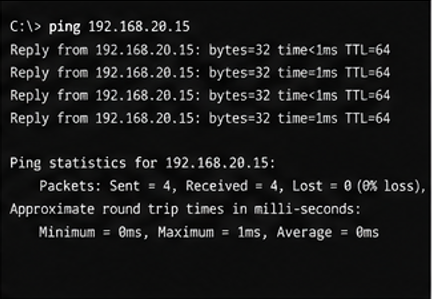 C:\> ping 192.168.20.15
Reply from 192.168.20.15: bytes=32 time<1ms TTL=64
Reply from 192.168.20.15: bytes=32 time=1ms TTL=64
Reply from 192.168.20.15: bytes=32 time<1ms TTL=64
Reply from 192.168.20.15: bytes=32 time=1ms TTL=64
Ping statistics for 192.168.20.15:
Packets: Sent = 4, Received = 4, Lost = 0 (0% loss),
Approximate round trip times in milli-seconds:
Minimum = 0ms, Maximum = 1ms, Average = 0ms